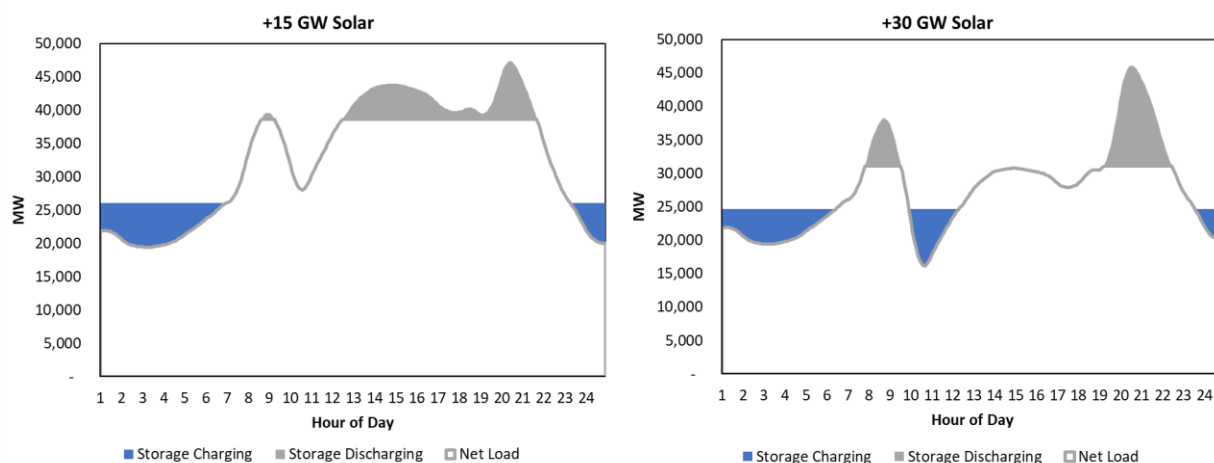 +15 GW Solar
50,000
45,000
40,000
35,000
30,000
25,000
20,000
15,000
10,000
5,000
-
MW
1 2 3 4 5 6 7 8 9 10 11 12 13 14 15 16 17 18 19 20 21 22 23 24
Hour of Day
Storage Charging Storage Discharging Net Load
+30 GW Solar
50,000
45,000
40,000
35,000
30,000
25,000
20,000
15,000
10,000
5,000
-
MW
1 2 3 4 5 6 7 8 9 10 11 12 13 14 15 16 17 18 19 20 21 22 23 24
Hour of Day
Storage Charging Storage Discharging Net Load